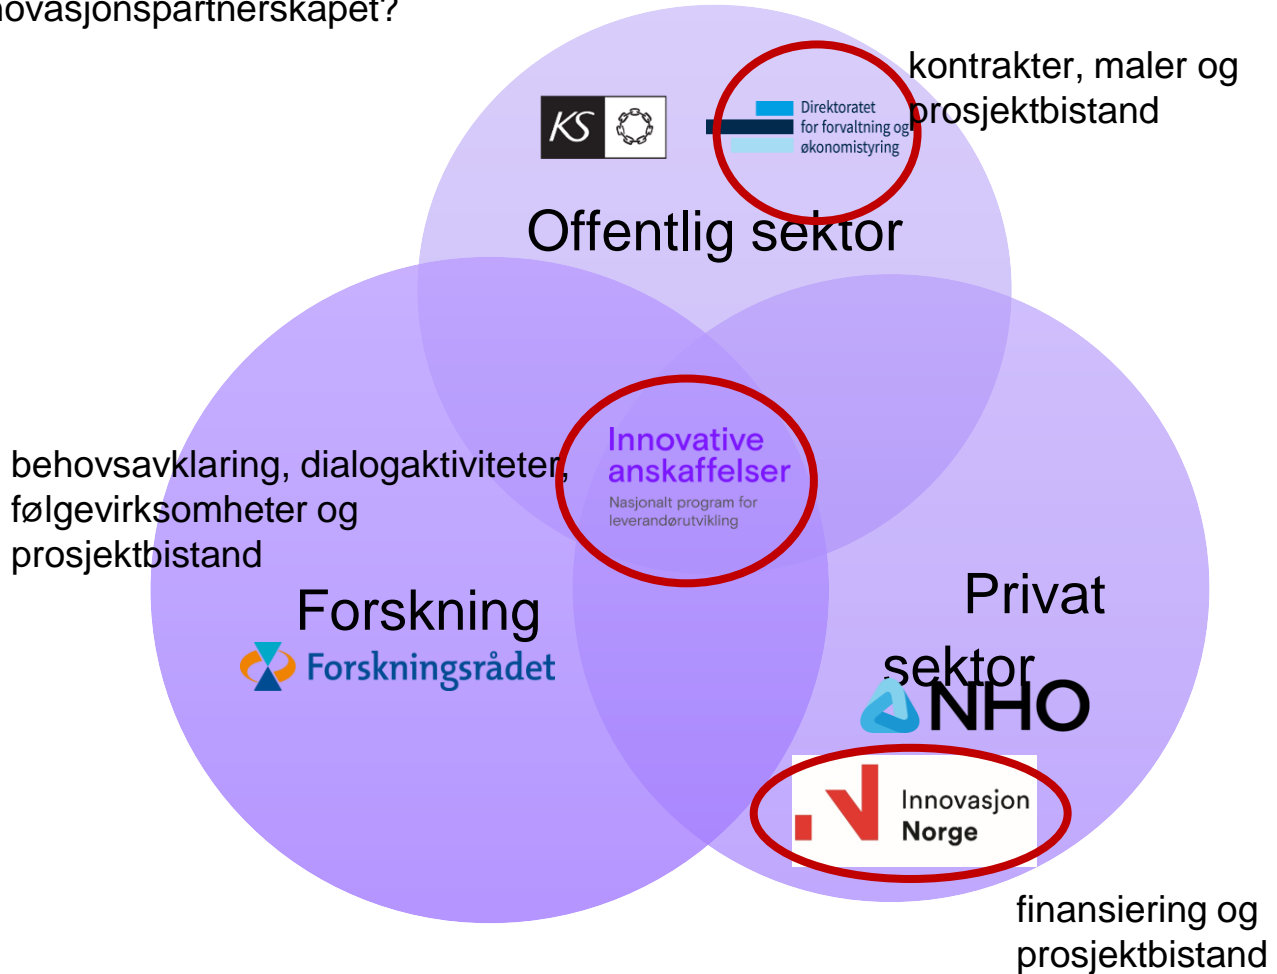 novasjonspartnerskapet?
kontrakter, maler og
prosjektbistand
KS
Direktoratet
for forvaltning og
økonomistyring
Offentlig sektor
Innovative
anskaffelser
Nasjonalt program for
leverandørutvikling
behovsavklaring, dialogaktiviteter,
følgevirksomheter og
prosjektbistand
Forskning
Forskningsrådet
Privat
sektor
NHO
Innovasjon
Norge
finansiering og
prosjektbistand